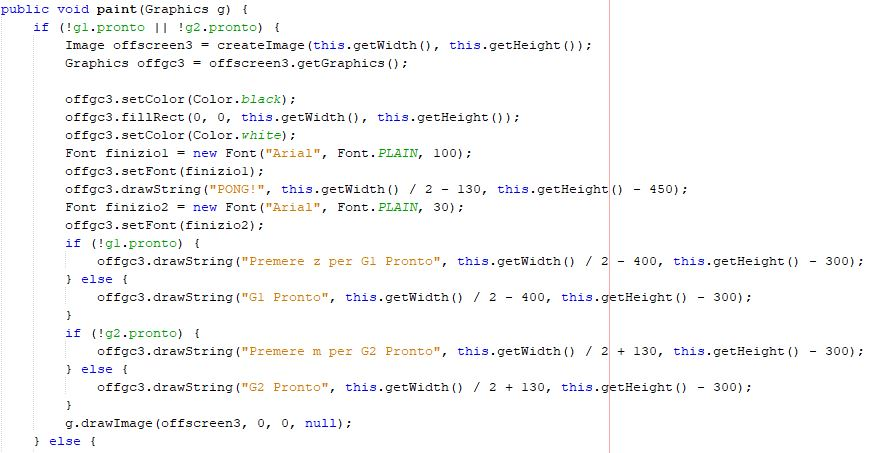 public void paint(Graphics g) {
    if (!g1.pronto || !g2.pronto) {
        Image offscreen3 = createImage(this.getWidth(), this.getHeight());
        Graphics offgc3 = offscreen3.getGraphics();

        offgc3.setColor(Color.black);
        offgc3.fillRect(0, 0, this.getWidth(), this.getHeight());
        offgc3.setColor(Color.white);
        Font finizio1 = new Font("Arial", Font.PLAIN, 100);
        offgc3.setFont(finizio1);
        offgc3.drawString("PONG!", this.getWidth() / 2 - 130, this.getHeight() - 450);
        Font finizio2 = new Font("Arial", Font.PLAIN, 30);
        offgc3.setFont(finizio2);
        if (!g1.pronto) {
            offgc3.drawString("Premere z per G1 Pronto", this.getWidth() / 2 - 400, this.getHeight() - 300);
        } else {
            offgc3.drawString("G1 Pronto", this.getWidth() / 2 - 400, this.getHeight() - 300);
        }
        if (!g2.pronto) {
            offgc3.drawString("Premere m per G2 Pronto", this.getWidth() / 2 + 130, this.getHeight() - 300);
        } else {
            offgc3.drawString("G2 Pronto", this.getWidth() / 2 + 130, this.getHeight() - 300);
        }
        g.drawImage(offscreen3, 0, 0, null);
    } else {